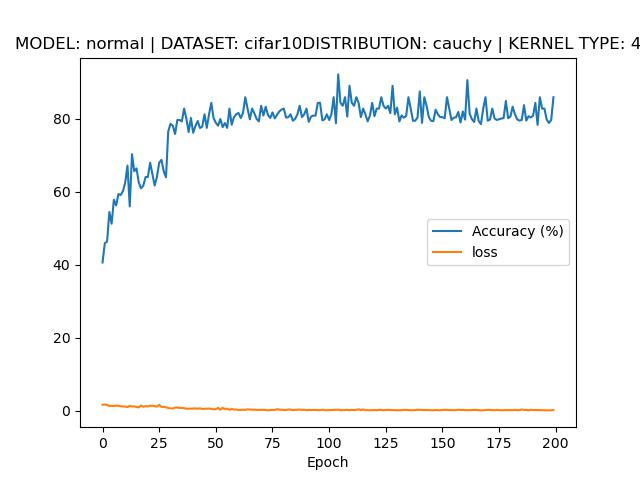 MODEL: normal | DATASET: cifar10DISTRIBUTION: cauchy | KERNEL TYPE: 4
80
60
40
20
0
Accuracy (%)
loss
0 25 50 75 100 125 150 175 200
Epoch